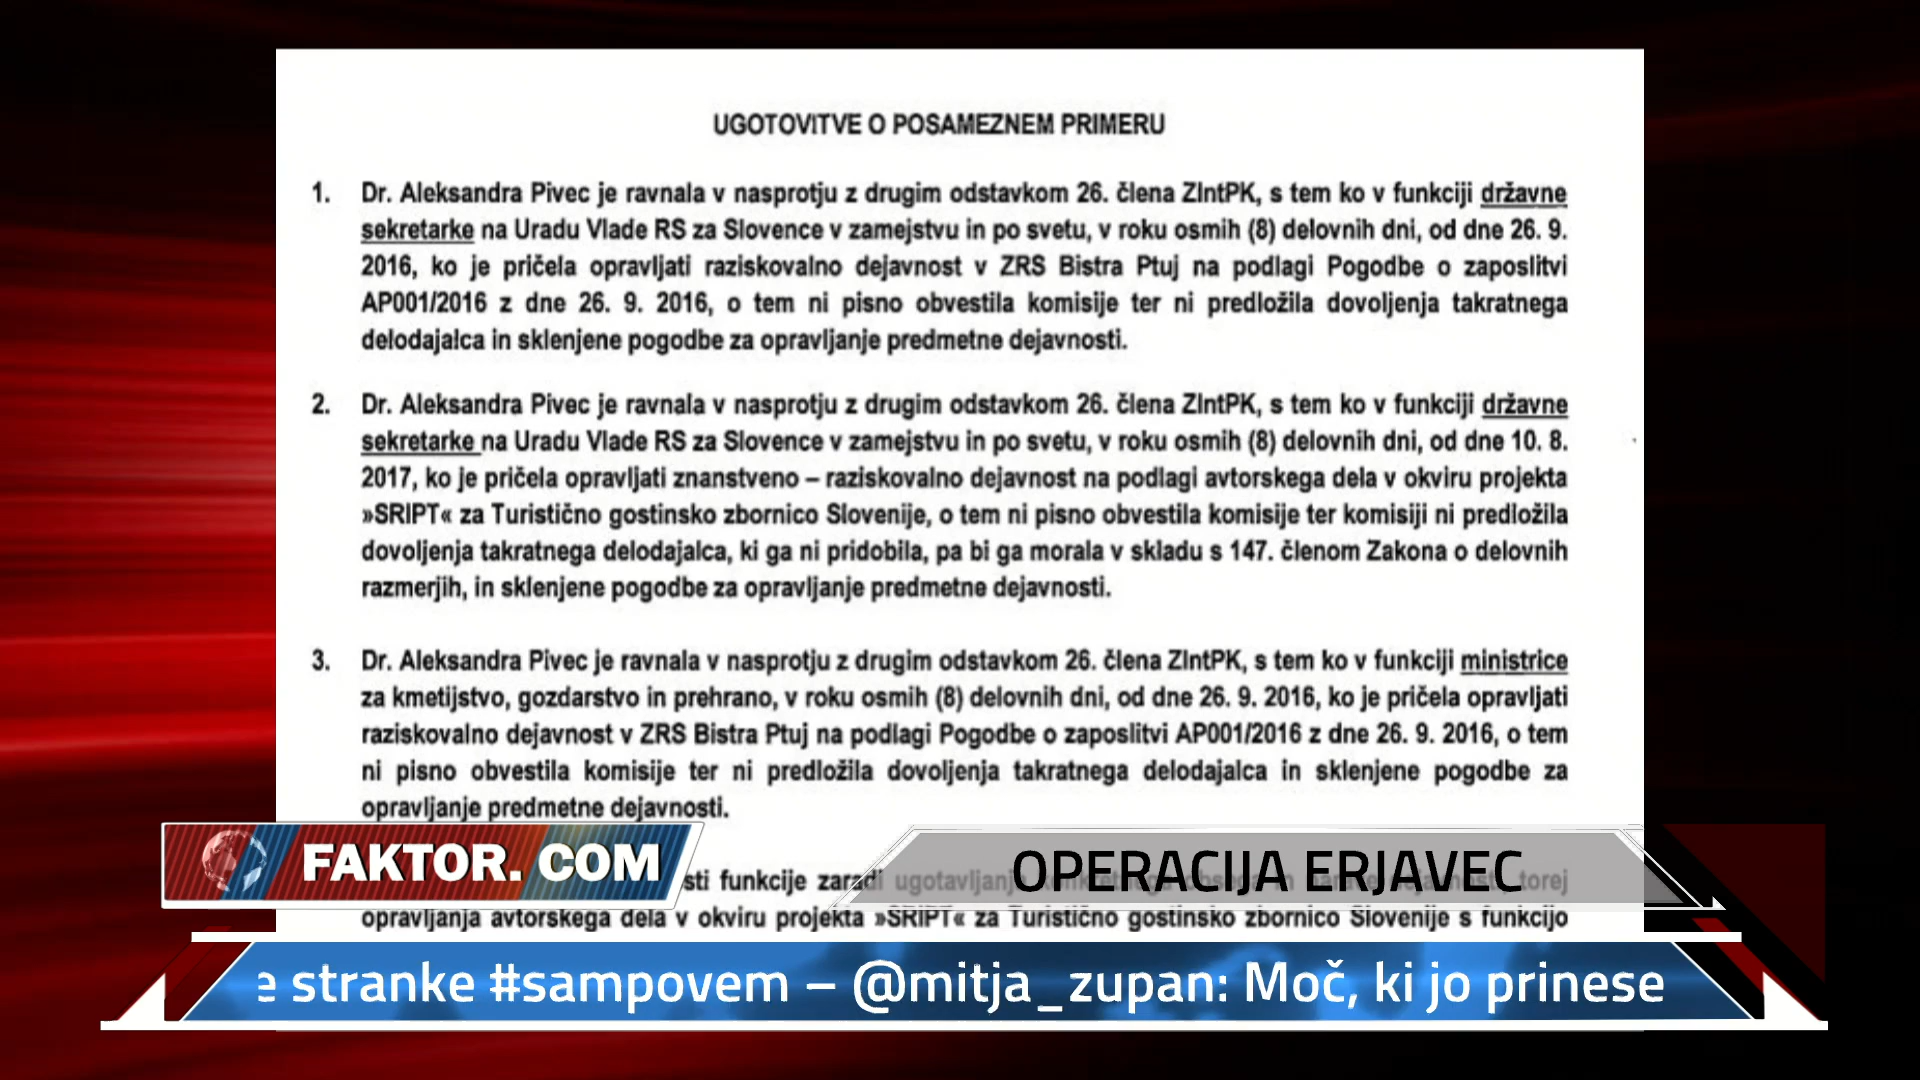 UGOTOVITVE O POSAMEZNEM PRIMERU
1. Dr. Aleksandra Pivec je ravnala v nasprotju z drugim odstavkom 26. člena ZIntPK, s tem ko v funkciji državne
sekretarke na Uradu Vlade RS za Slovence v zamejstvu in po svetu, v roku osmih (8) delovnih dni, od dne 26. 9.
2016, ko je pričela opravljati raziskovalno dejavnost v ZRS Bistra Ptuj na podlagi Pogodbe o zaposlitvi
AP001/2016 z dne 26. 9. 2016, o tem ni pisno obvestila komisije ter ni predložila dovoljenja takratnega
delodajalca in sklenjene pogodbe za opravljanje predmetne dejavnosti.
2. Dr. Aleksandra Pivec je ravnala v nasprotju z drugim odstavkom 26. člena ZIntPK, s tem ko v funkciji državne
sekretarke na Uradu Vlade RS za Slovence v zamejstvu in po svetu, v roku osmih (8) delovnih dni, od dne 10. 8.
2017, ko je pričela opravljati znanstveno – raziskovalno dejavnost na podlagi avtorskega dela v okviru projekta
»SRIPT« za Turistično gostinsko zbornico Slovenije, o tem ni pisno obvestila komisije ter komisiji ni predložila
dovoljenja takratnega delodajalca, ki ga ni pridobila, pa bi ga morala v skladu s 147. členom Zakona o delovnih
razmerjih, in sklenjene pogodbe za opravljanje predmetne dejavnosti.
3. Dr. Aleksandra Pivec je ravnala v nasprotju z drugim odstavkom 26. člena ZIntPK, s tem ko v funkciji ministrice
za kmetijstvo, gozdarstvo in prehrano, v roku osmih (8) delovnih dni, od dne 26. 9. 2016, ko je pričela opravljati
raziskovalno dejavnost v ZRS Bistra Ptuj na podlagi Pogodbe o zaposlitvi AP001/2016 z dne 26. 9. 2016, o tem
ni pisno obvestila komisije ter ni predložila dovoljenja takratnega delodajalca in sklenjene pogodbe za
opravljanje predmetne dejavnosti.
FAKTOR. COM
OPERACIJA ERJAVEC
sti funkcije zaradi ugotavljanja torej
opravljanja avtorskega dela v okviru projekta »SRIPT« za Turistično gostinsko zbornico Slovenije s funkcijo
e stranke #sampovem – @mitja_zupan: Moč, ki jo prinese